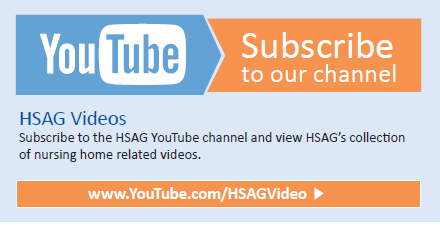 YouTube
Subscribe
to our channel
HSAG Videos
Subscribe to the HSAG YouTube channel and view HSAG's collection
of nursing home related videos.
www.YouTube.com/HSAGVideo